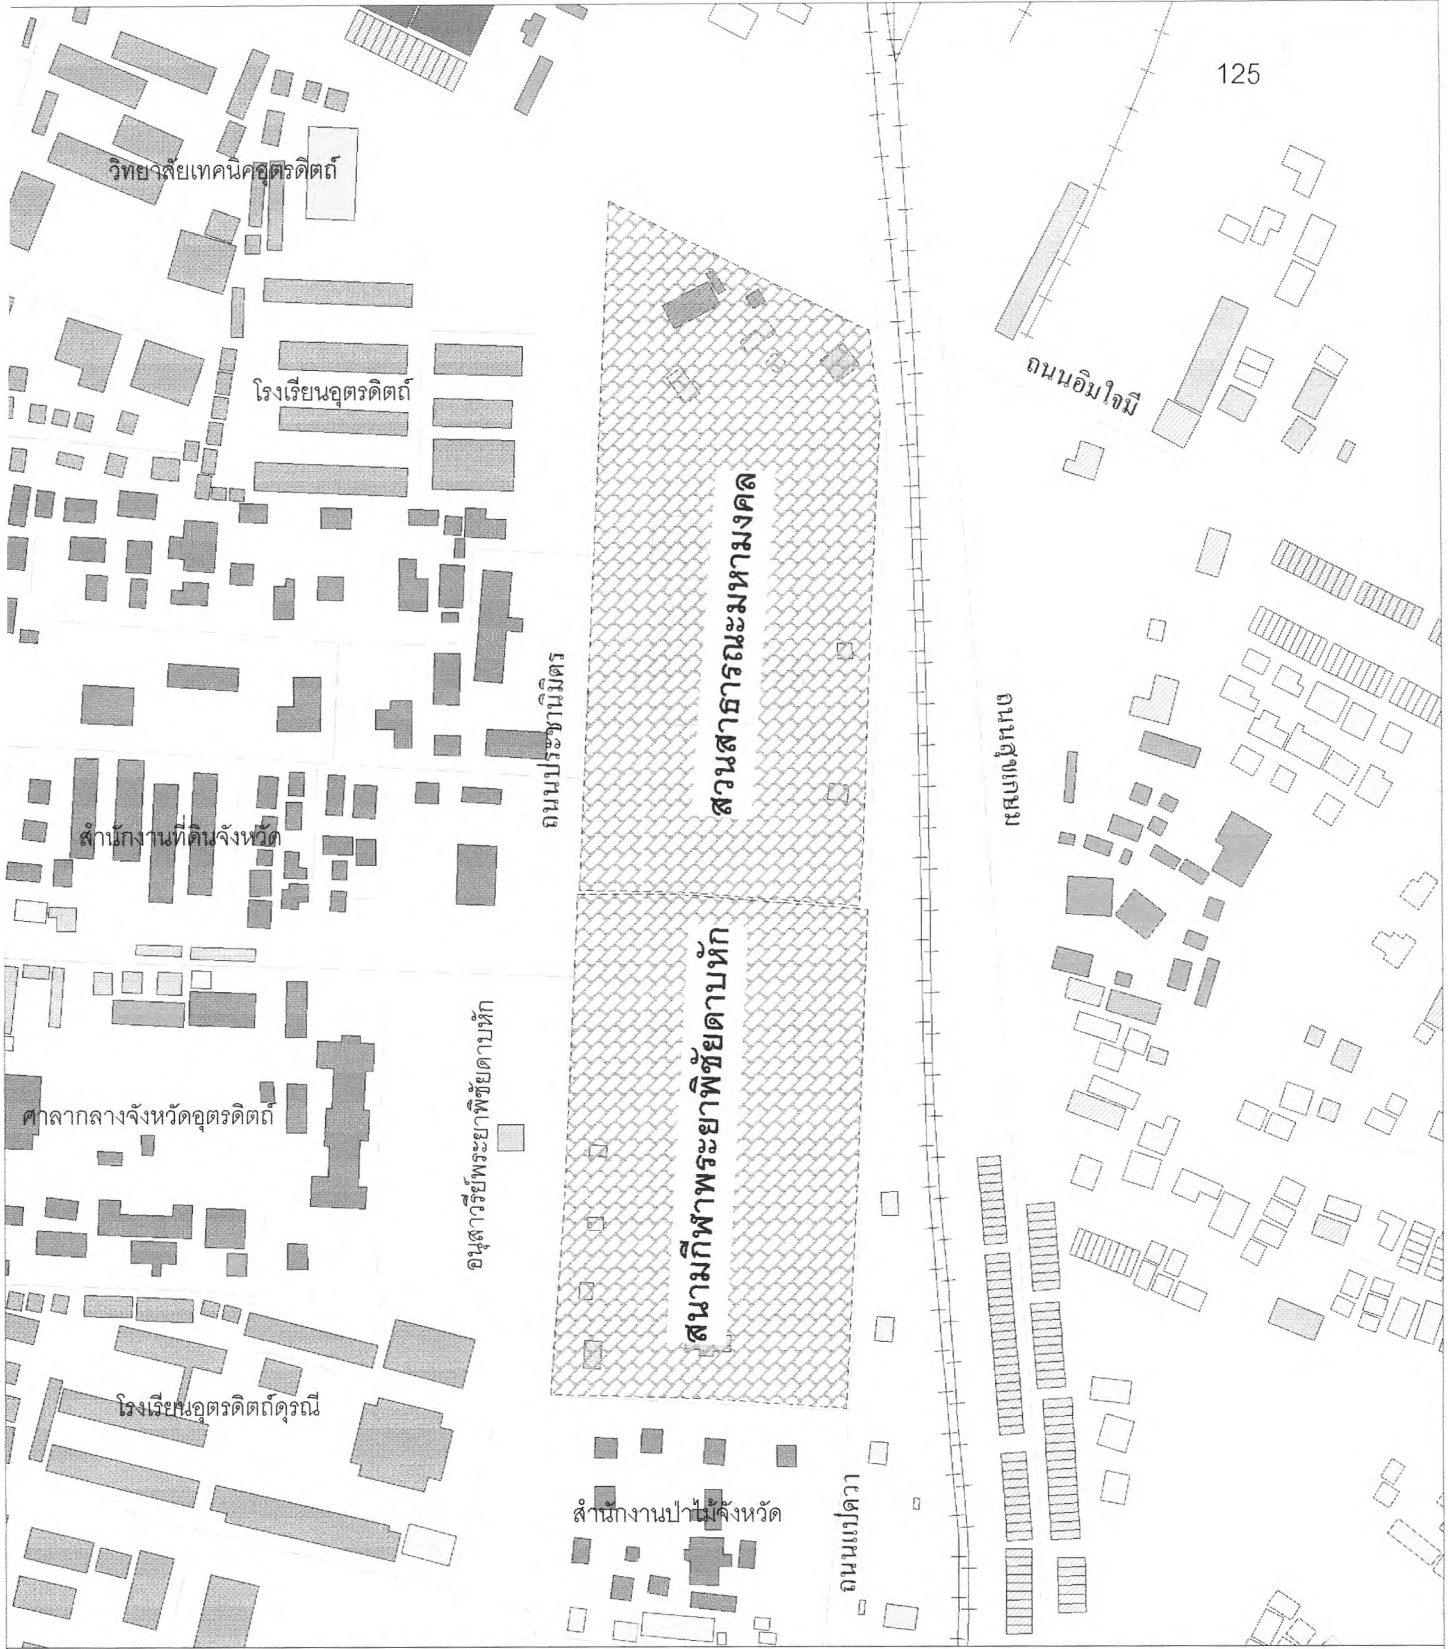 125
วิทยาลัยเทคนิคอุตรดิตถ์
ถนนอิมใจมี
โรงเรียนอุตรดิตถ์
สวนสาธารณะมหามงคล
ถนนประชานิมิตร
ถนนสุขเกษม
สำนักงานที่ดินจังหวัด
สนามกีฬาพระยาพิชัยดาบหัก
อนุสาวรีย์พระยาพิชัยดาบหัก
ศาลากลางจังหวัดอุตรดิตถ์
โรงเรียนอุตรดิตถ์ดรุณี
สำนักงานป่าไม้จังหวัด
ถนนแปดวา